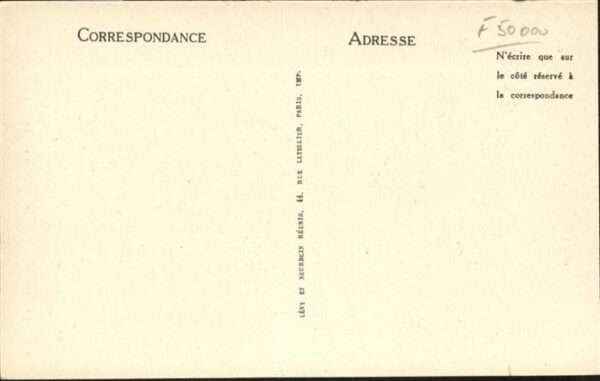 CORRESPONDANCE
ADRESSE
F 50000
N'écrire que sur
le côté réservé à
la correspondance
LÉVY ET NEURDEIN RÉUNIS, 44, RUE LETELLIER, PARIS, IMP.